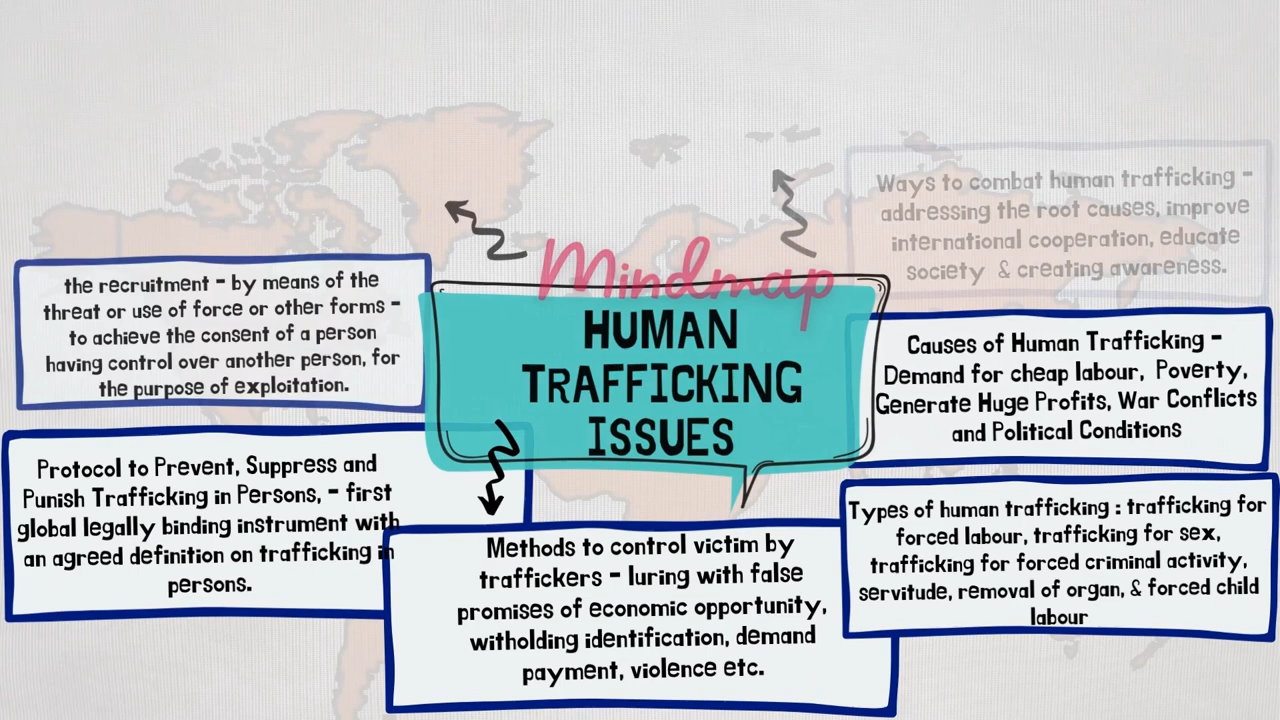 Mindmap
HUMAN
TRAFFICKING
ISSUES
the recruitment - by means of the
threat or use of force or other forms -
to achieve the consent of a person
having control over another person, for
the purpose of exploitation.
Protocol to Prevent, Suppress and
Punish Trafficking in Persons, - first
global legally binding instrument with
an agreed definition on trafficking in
persons.
Methods to control victim by
traffickers - luring with false
promises of economic opportunity,
witholding identification, demand
payment, violence etc.
Ways to combat human trafficking -
addressing the root causes, improve
international cooperation, educate
society & creating awareness.
Causes of Human Trafficking -
Demand for cheap labour, Poverty,
Generate Huge Profits, War Conflicts
and Political Conditions
Types of human trafficking : trafficking for
forced labour, trafficking for sex,
trafficking for forced criminal activity,
servitude, removal of organ, & forced child
labour